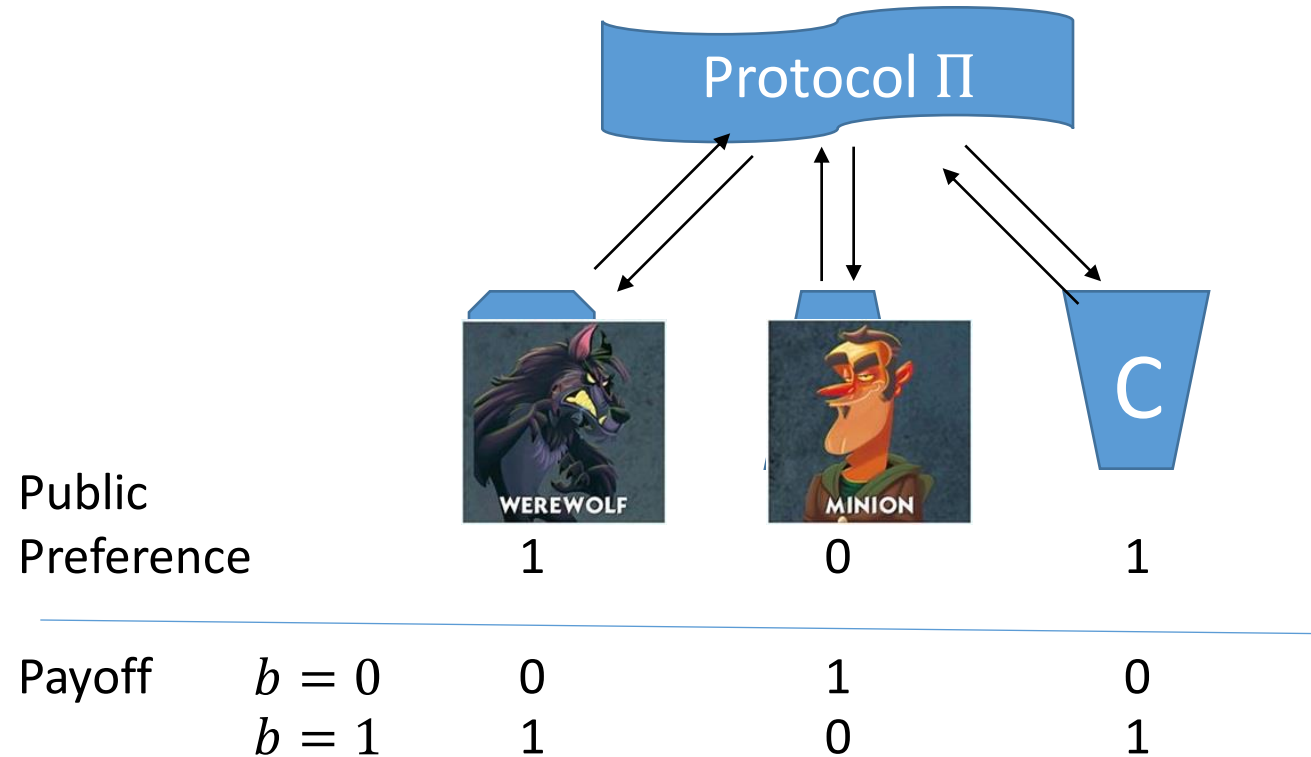 Protocol Π
C
WEREWOLF
MINION
Public
Preference 1 0 1
Payoff b = 0 0 1 0
b = 1 1 0 1